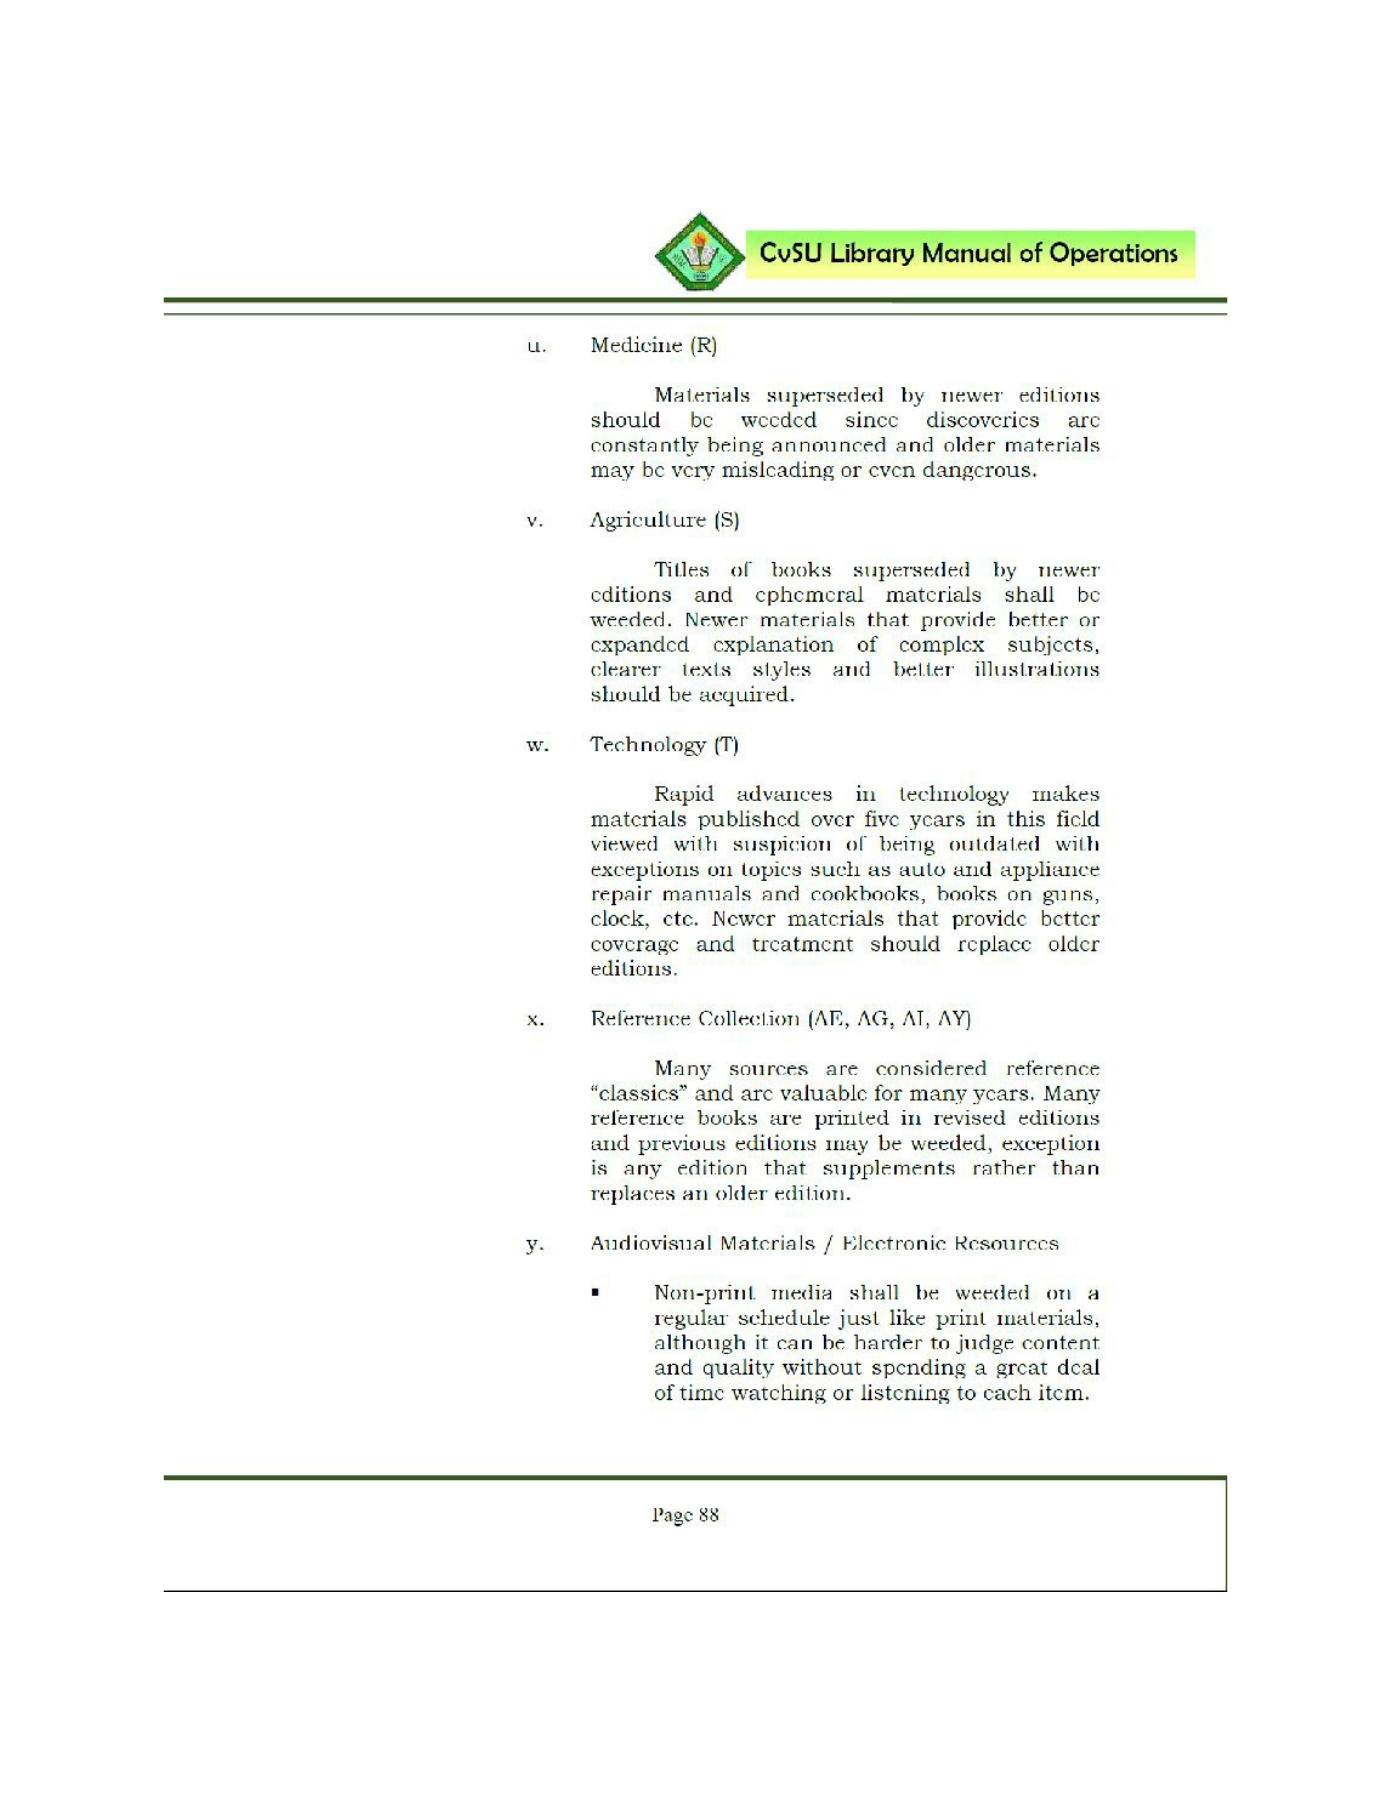 CvSU Library Manual of Operations
u. Medicine (R)
Materials superseded by newer editions
should be weeded since discoveries are
constantly being announced and older materials
may be very misleading or even dangerous.
v. Agriculture (S)
Titles of books superseded by newer
editions and ephemeral materials shall be
weeded. Newer materials that provide better or
expanded explanation of complex subjects,
clearer texts styles and better illustrations
should be acquired.
w. Technology (T)
Rapid advances in technology makes
materials published over five years in this field
viewed with suspicion of being outdated with
exceptions on topics such as auto and appliance
repair manuals and cookbooks, books on guns,
clock, etc. Newer materials that provide better
coverage and treatment should replace older
editions.
x. Reference Collection (AE, AG, AI, AY)
Many sources are considered reference
“classics” and are valuable for many years. Many
reference books are printed in revised editions
and previous editions may be weeded, exception
is any edition that supplements rather than
replaces an older edition.
y. Audiovisual Materials / Electronic Resources
▪ Non-print media shall be weeded on a
regular schedule just like print materials,
although it can be harder to judge content
and quality without spending a great deal
of time watching or listening to each item.
Page 88